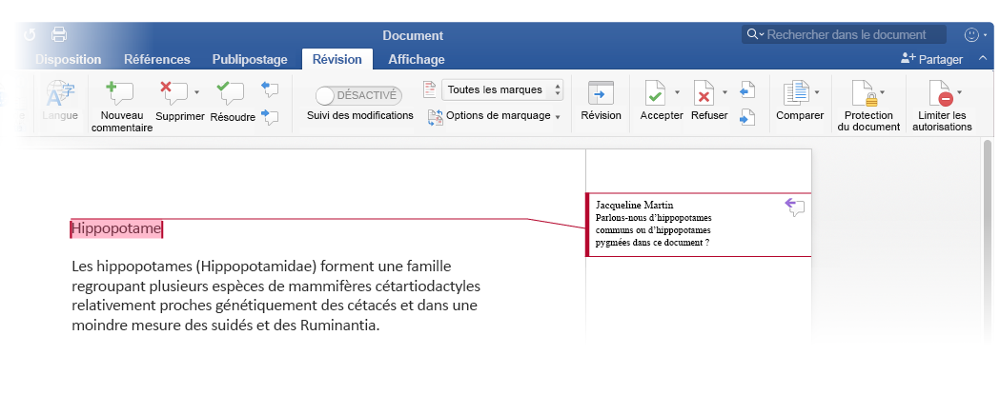 Document
Rechercher dans le document
Disposition Références Publipostage Révision Affichage Partager
Langue
Nouveau commentaire
Supprimer
Résoudre
DÉSACTIVÉ
Suivi des modifications
Toutes les marques
Options de marquage
Révision
Accepter
Refuser
Comparer
Protection
du document
Limiter les
autorisations
Jacqueline Martin
Parlons-nous d'hippopotames
communs ou d'hippopotames
pygmées dans ce document ?
Hippopotame
Les hippopotames (Hippopotamidae) forment une famille
regroupant plusieurs espèces de mammifères cétartiodactyles
relativement proches génétiquement des cétacés et dans une
moindre mesure des suidés et des Ruminantia.